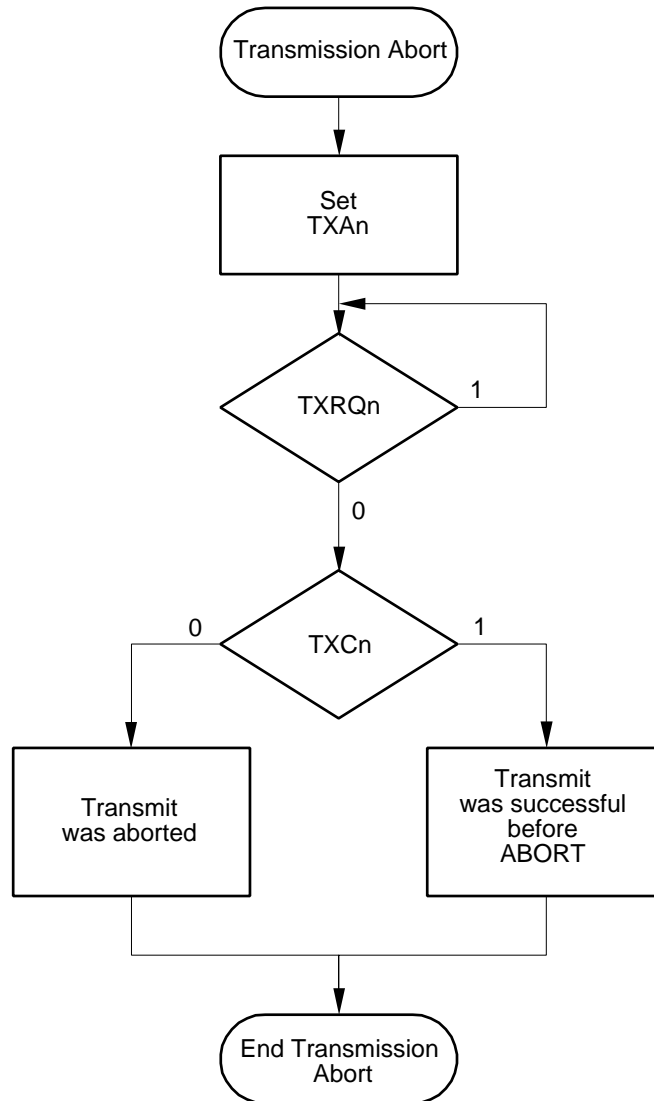 Transmission Abort
Set
TXAn
TXRQn
1
0
TXCn
0
1
Transmit
was aborted
Transmit
was successful
before
ABORT
End Transmission
Abort